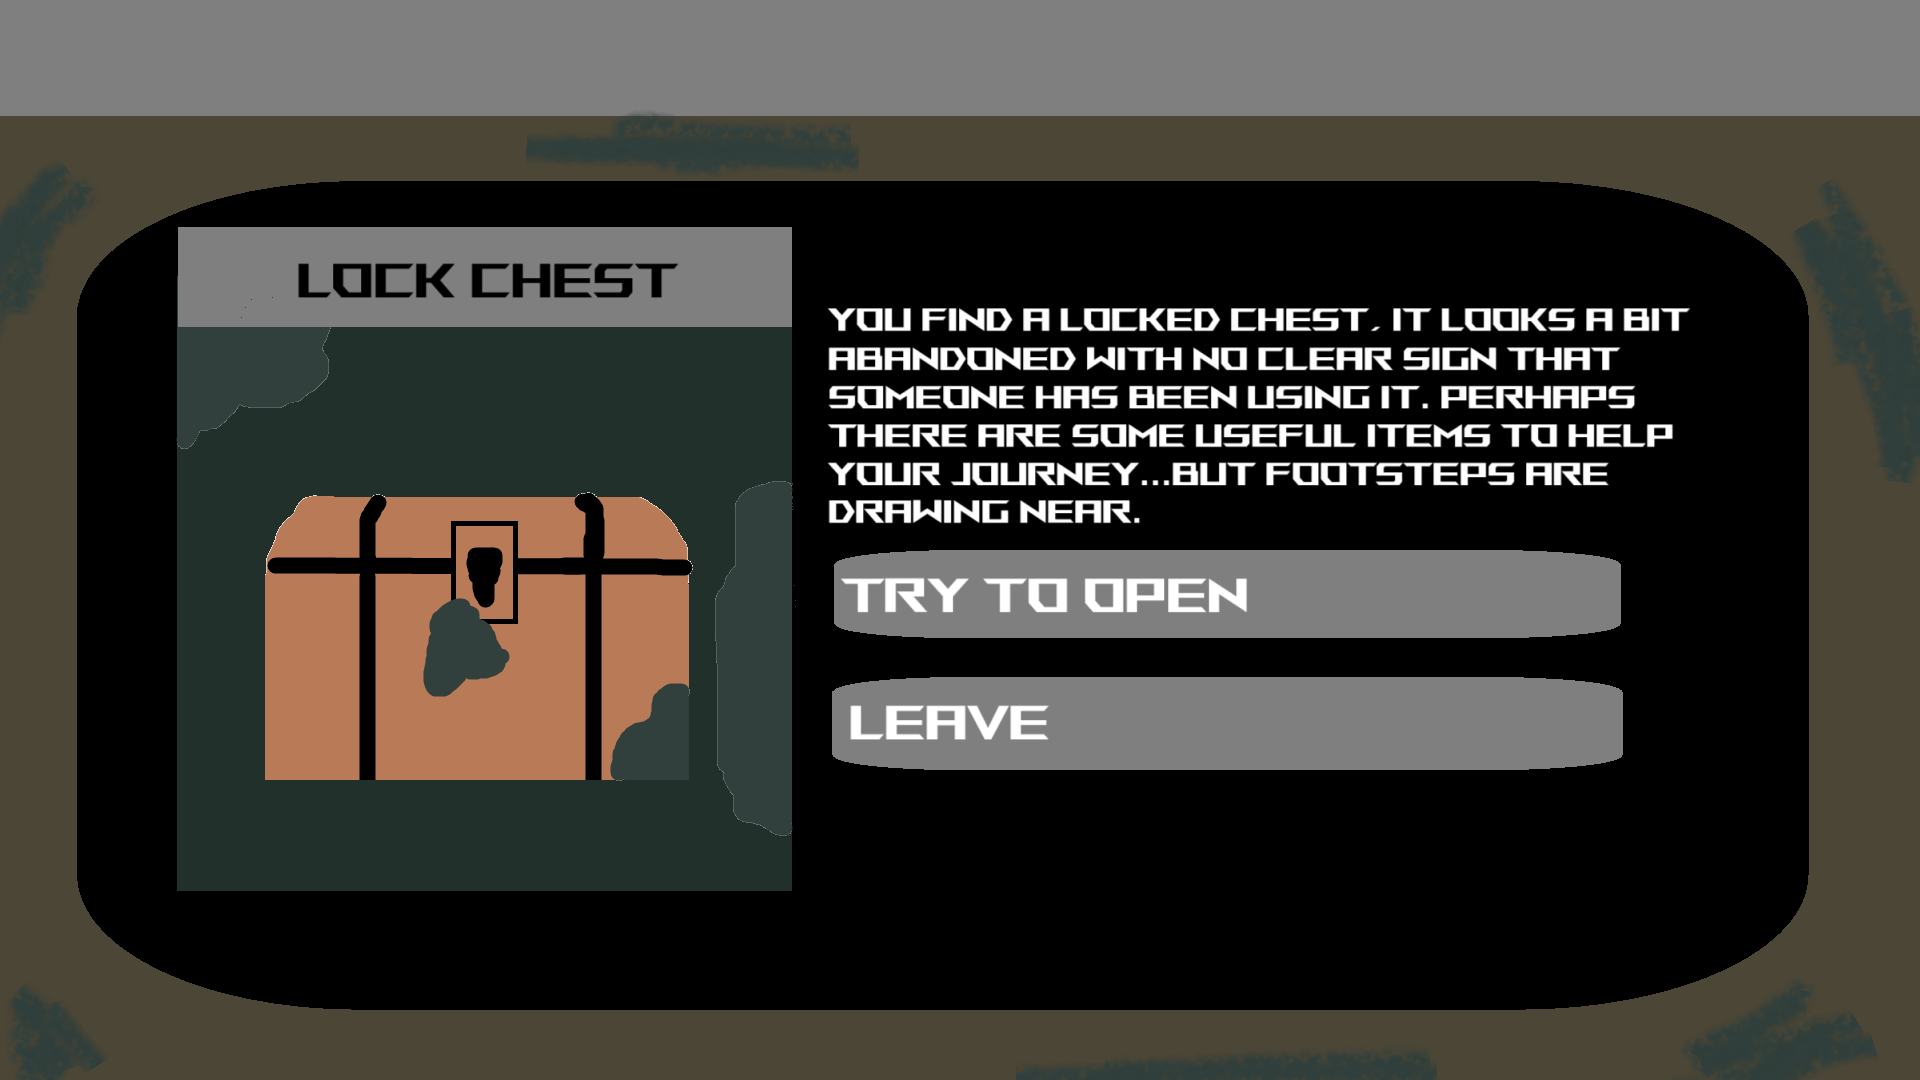 LOCK CHEST
YOU FIND A LOCKED CHEST, IT LOOKS A BIT
ABANDONED WITH NO CLEAR SIGN THAT
SOMEONE HAS BEEN USING IT. PERHAPS
THERE ARE SOME USEFUL ITEMS TO HELP
YOUR JOURNEY...BUT FOOTSTEPS ARE
DRAWING NEAR.
TRY TO OPEN
LEAVE